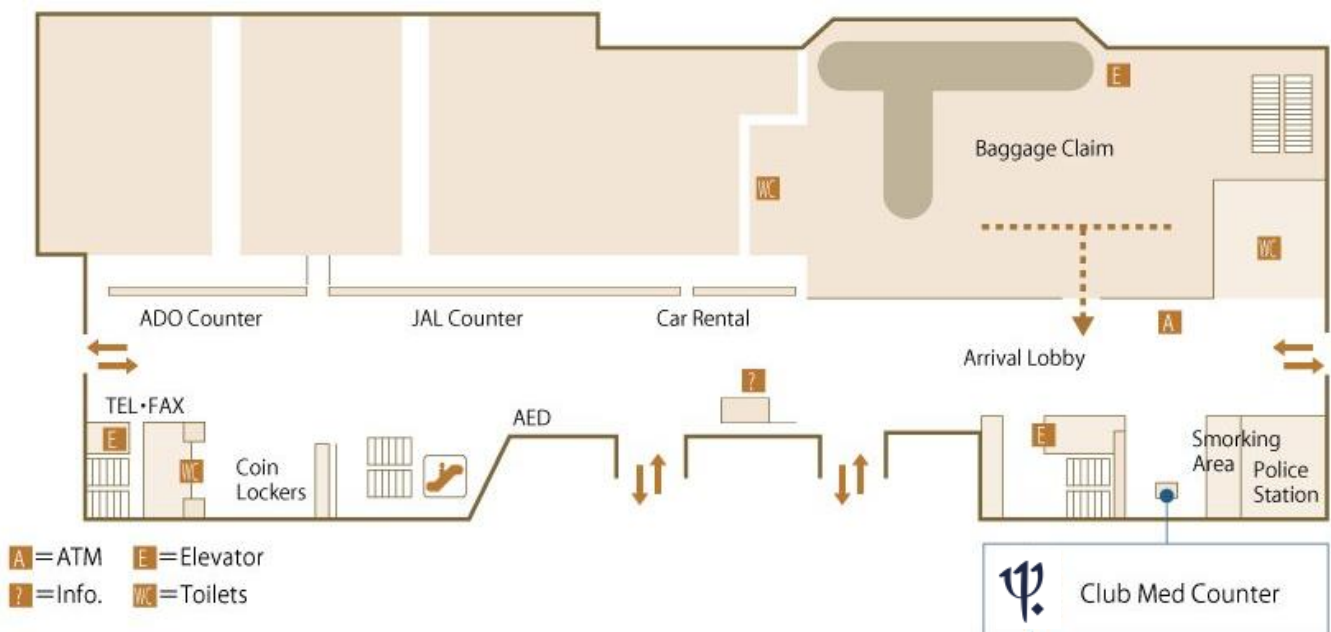 E
Baggage Claim
WC
WC
ADO Counter
JAL Counter
Car Rental
A
Arrival Lobby
?
TEL•FAX
AED
E
WC
Coin
Lockers
E
Smorking
Area
Police
Station
A=ATM
E=Elevator
?=Info.
WC=Toilets
Club Med Counter